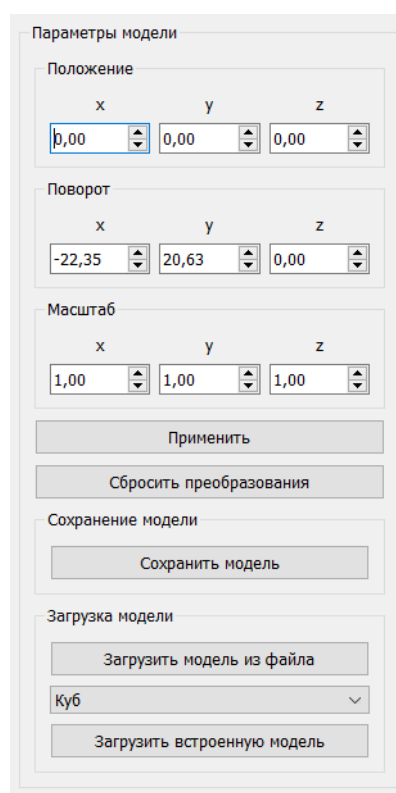 Параметры модели
Положение
x y z
0,00 0,00 0,00
Поворот
x y z
-22,35 20,63 0,00
Масштаб
x y z
1,00 1,00 1,00
Применить
Сбросить преобразования
Сохранение модели
Сохранить модель
Загрузка модели
Загрузить модель из файла
Куб
Загрузить встроенную модель